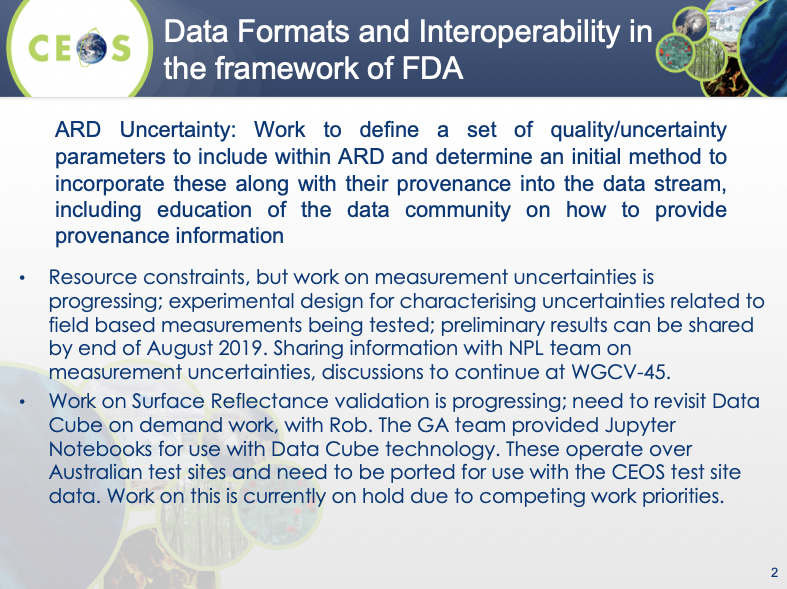 CEOS
Data Formats and Interoperability in
the framework of FDA
ARD Uncertainty: Work to define a set of quality/uncertainty
parameters to include within ARD and determine an initial method to
incorporate these along with their provenance into the data stream,
including education of the data community on how to provide
provenance information
• Resource constraints, but work on measurement uncertainties is
progressing; experimental design for characterising uncertainties related to
field based measurements being tested; preliminary results can be shared
by end of August 2019. Sharing information with NPL team on
measurement uncertainties, discussions to continue at WGCV-45.
• Work on Surface Reflectance validation is progressing; need to revisit Data
Cube on demand work, with Rob. The GA team provided Jupyter
Notebooks for use with Data Cube technology. These operate over
Australian test sites and need to be ported for use with the CEOS test site
data. Work on this is currently on hold due to competing work priorities.
2